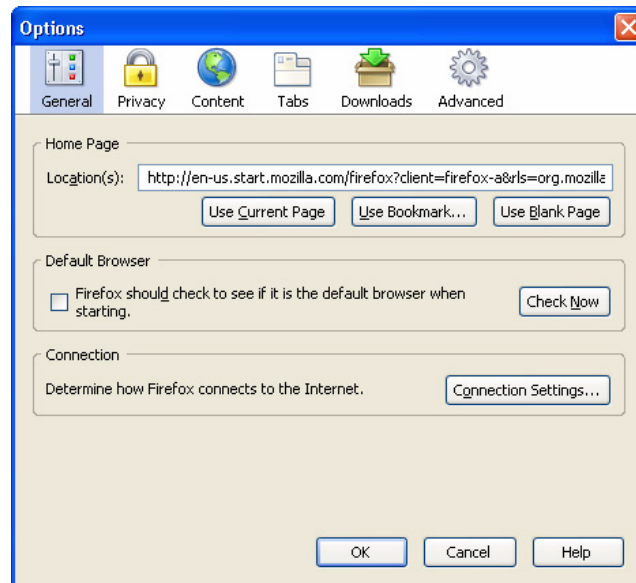 Options
General Privacy Content Tabs Downloads Advanced
Home Page
Location(s): http://en-us.start.mozilla.com/firefox?client=firefox-a&rls=org.mozilla
Use Current Page Use Bookmark... Use Blank Page
Default Browser
Firefox should check to see if it is the default browser when
starting.
Check Now
Connection
Determine how Firefox connects to the Internet. Connection Settings...
OK Cancel Help